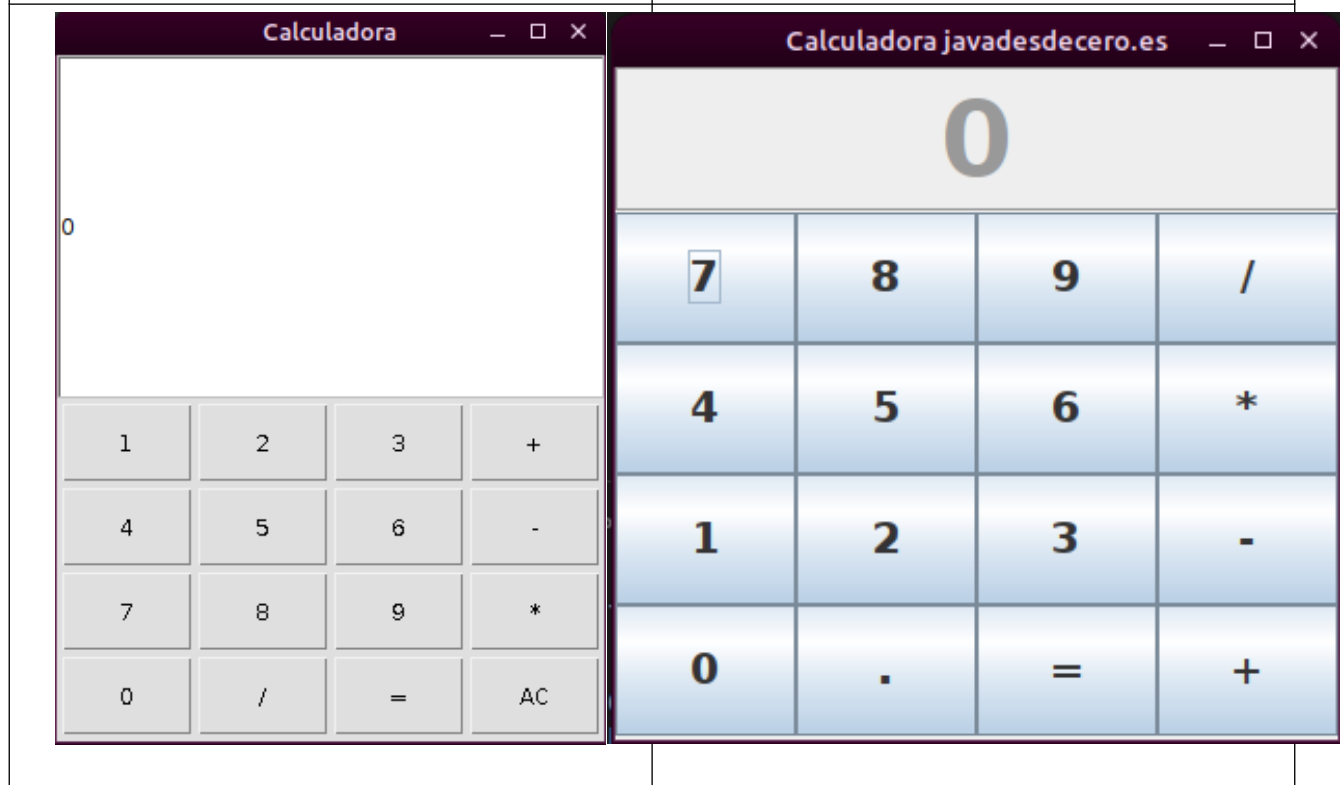 Calculadora
0
1 2 3 +
4 5 6 -
7 8 9 *
0 / = AC
Calculadora javadesdecero.es
0
7 8 9 /
4 5 6 *
1 2 3 -
0 . = +